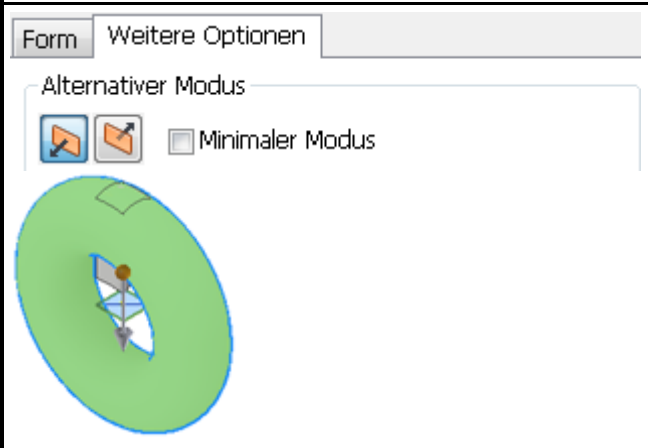 Form
Weitere Optionen
Alternativer Modus
Minimaler Modus